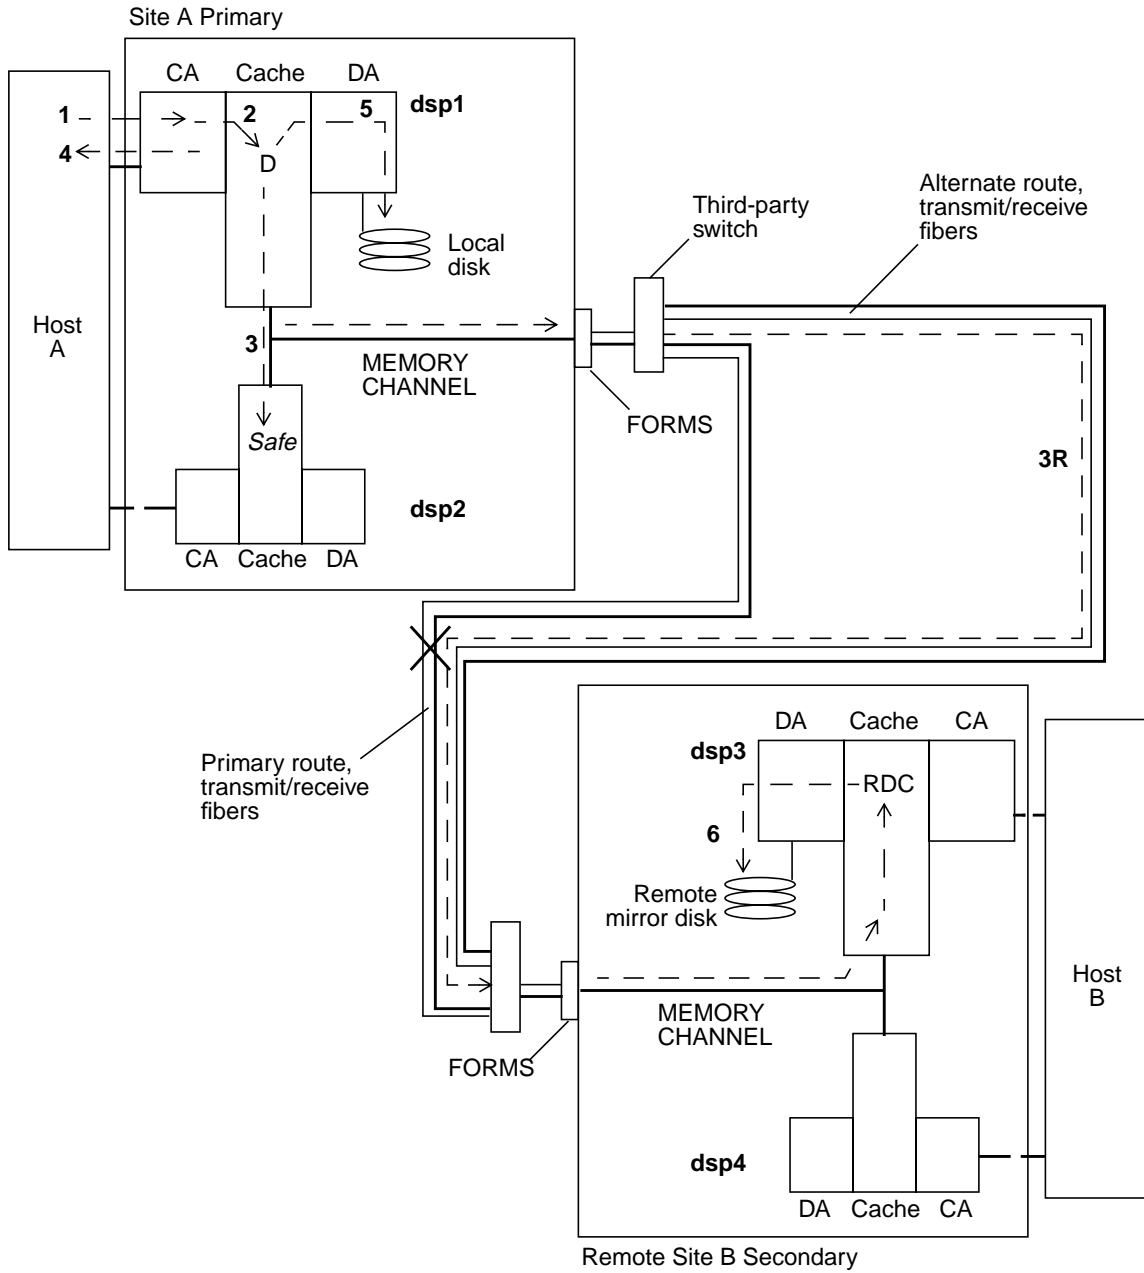 Site A Primary
CA Cache DA
dsp1
1
2
5
4
D
Local
disk
Third-party
switch
Alternate route,
transmit/receive
fibers
Host
A
3
MEMORY
CHANNEL
FORMS
Safe
3R
dsp2
CA Cache DA
Primary route,
transmit/receive
fibers
DA Cache CA
dsp3
RDC
6
Remote
mirror disk
Host
B
MEMORY
CHANNEL
FORMS
dsp4
DA Cache CA
Remote Site B Secondary